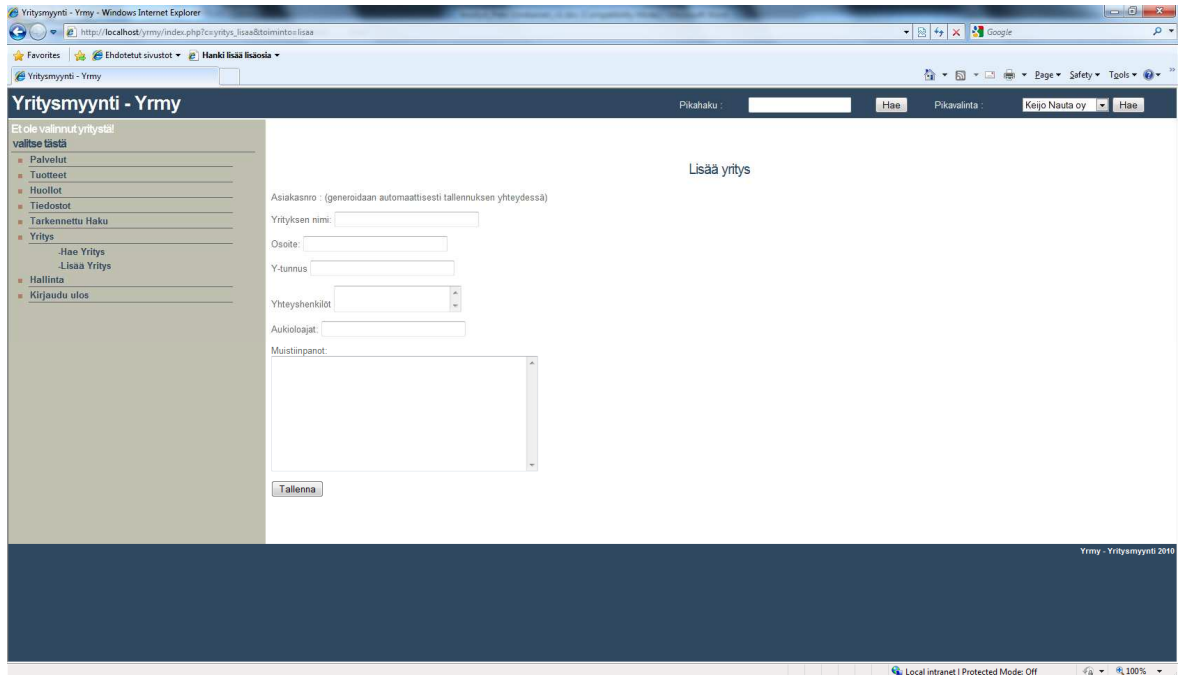 Yritysmyynti - Yrmy - Windows Internet Explorer
http://localhost/yrmy/index.php?c=yritys_lisaa&toiminto=lisaa
Google
Favorites Ehdotetut sivustot Hanki lisää lisäosia
Yritysmyynti - Yrmy
Page Safety Tools
Yritysmyynti - Yrmy
Pikahaku :
Hae
Pikavalinta :
Keijo Nauta oy
Hae
Et ole valinnut yritystä!
valitse tästä
Palvelut
Tuotteet
Huollot
Tiedostot
Tarkennettu Haku
Yritys
-Hae Yritys
-Lisää Yritys
Hallinta
Kirjaudu ulos
Lisää yritys
Asiakasnro : (generoidaan automaattisesti tallennuksen yhteydessä)
Yrityksen nimi:
Osoite:
Y-tunnus
Yhteyshenkilöt
Aukioloajat:
Muistiinpanot:
Tallenna
Yrmy - Yritysmyynti 2010
Local intranet | Protected Mode: Off
100%